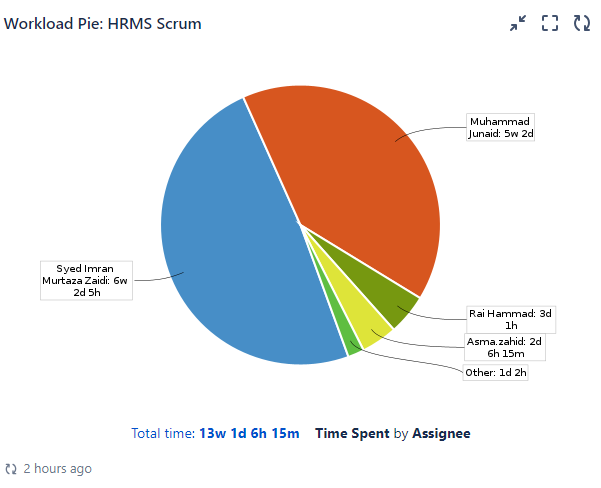 Workload Pie: HRMS Scrum
Muhammad
Junaid: 5w 2d
Syed Imran
Murtaza Zaidi: 6w
2d 5h
Rai Hammad: 3d
1h
Asma.zahid: 2d
6h 15m
Other: 1d 2h
Total time: 13w 1d 6h 15m Time Spent by Assignee
2 hours ago